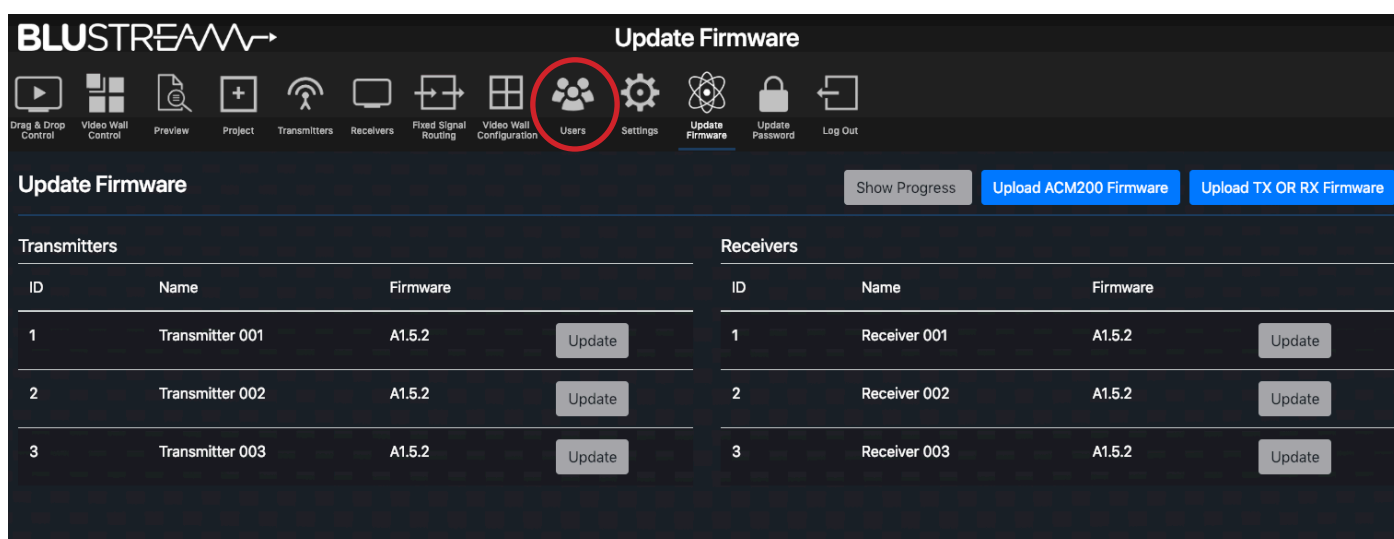 BLUSTREAM
Update Firmware
Drag & Drop Control
Video Wall Control
Preview
Project
Transmitters
Receivers
Fixed Signal Routing
Video Wall Configuration
Users
Settings
Update Firmware
Update Password
Log Out
Update Firmware
Show Progress
Upload ACM200 Firmware
Upload TX OR RX Firmware
Transmitters
ID Name Firmware
1 Transmitter 001 A1.5.2 Update
2 Transmitter 002 A1.5.2 Update
3 Transmitter 003 A1.5.2 Update
Receivers
ID Name Firmware
1 Receiver 001 A1.5.2 Update
2 Receiver 002 A1.5.2 Update
3 Receiver 003 A1.5.2 Update